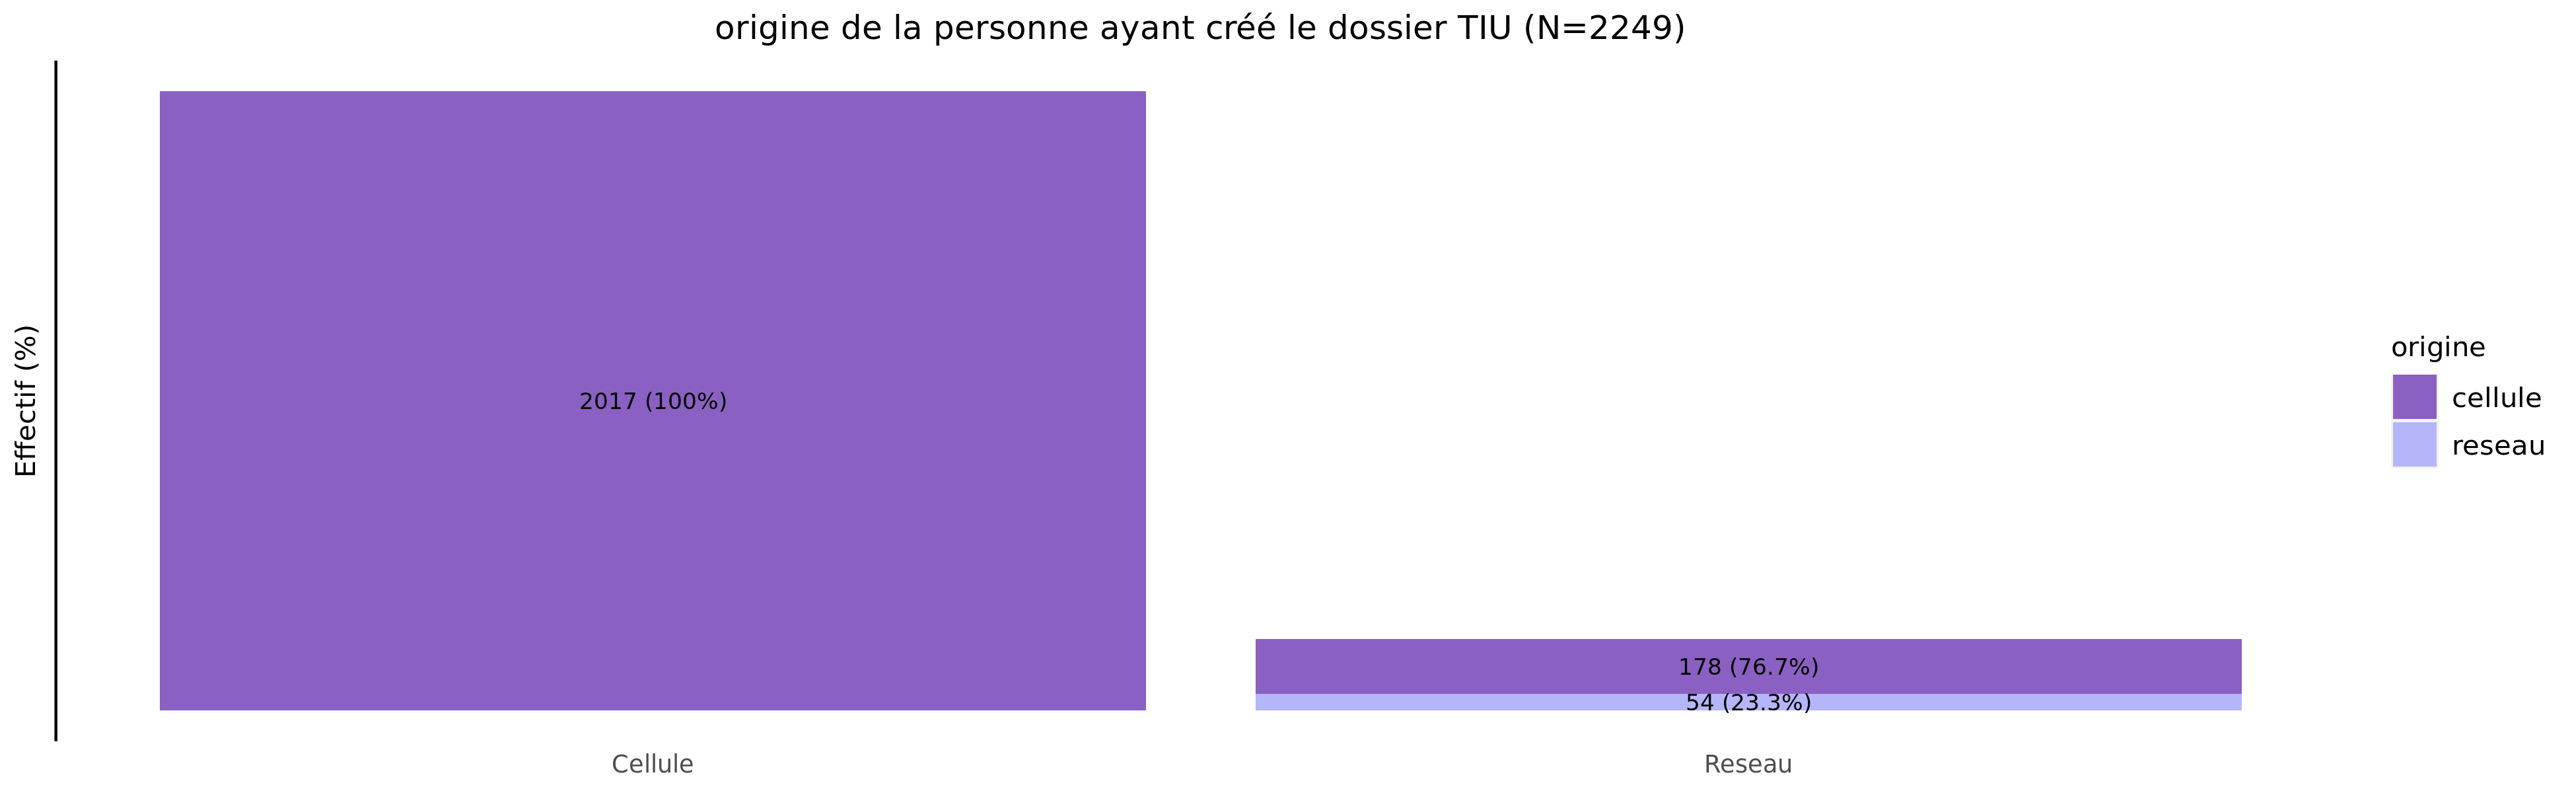 origine de la personne ayant créé le dossier TIU (N=2249)
Effectif (%)
2017 (100%)
178 (76.7%)
54 (23.3%)
Cellule
Reseau
origine
cellule
reseau